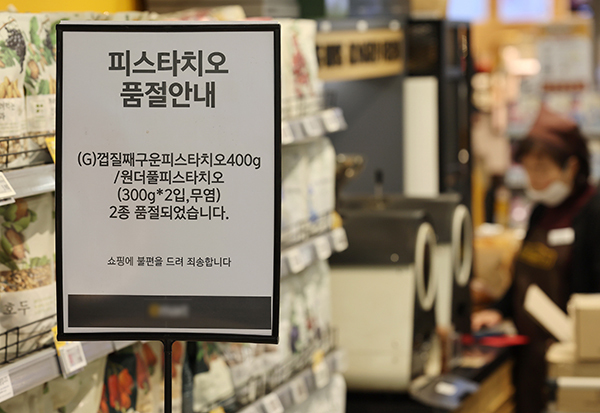 피스타치오
품절안내
(G)껍질째구운피스타치오400g
/원더풀피스타치오
(300g*2입,무염)
2종 품절되었습니다.
쇼핑에 불편을 드려 죄송합니다
호두